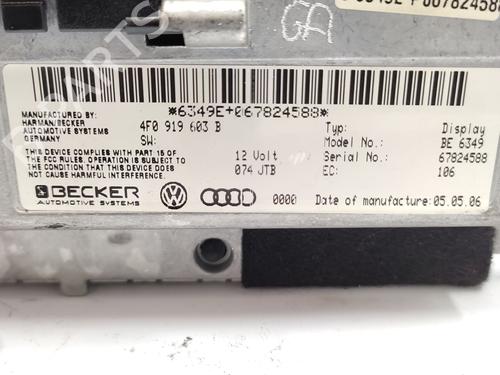 *6349E+067824588*
MANUFACTURED BY:
HARMAN/BECKER
AUTOMOTIVE SYSTEMS
GERMANY
4F0 919 603 B
SW:
THIS DEVICE COMPLIES WITH PART 15 OF
THE FCC RULES. OPERATION IS SUBJECT
TO THE CONDITION THAT THIS DEVICE DOES
NOT CAUSE HARMFUL INTERFERENCE.
12 Volt
074 JTB
Typ: Display
Model No.: BE 6349
Serial No.: 67824588
EC: 106
BECKER
AUTOMOTIVE SYSTEMS
0000 Date of manufacture: 05.05.06